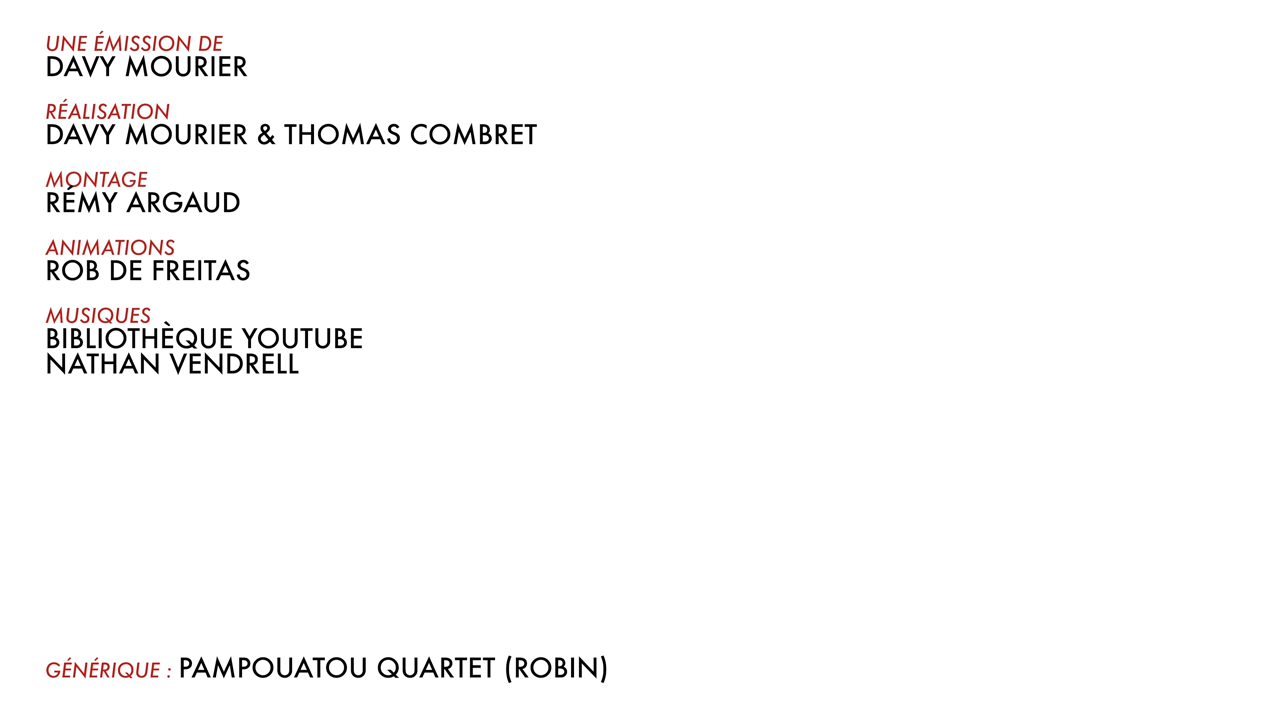 UNE ÉMISSION DE
DAVY MOURIER
RÉALISATION
DAVY MOURIER & THOMAS COMBRET
MONTAGE
RÉMY ARGAUD
ANIMATIONS
ROB DE FREITAS
MUSIQUES
BIBLIOTHÈQUE YOUTUBE
NATHAN VENDRELL
GÉNÉRIQUE : PAMPOUATOU QUARTET (ROBIN)